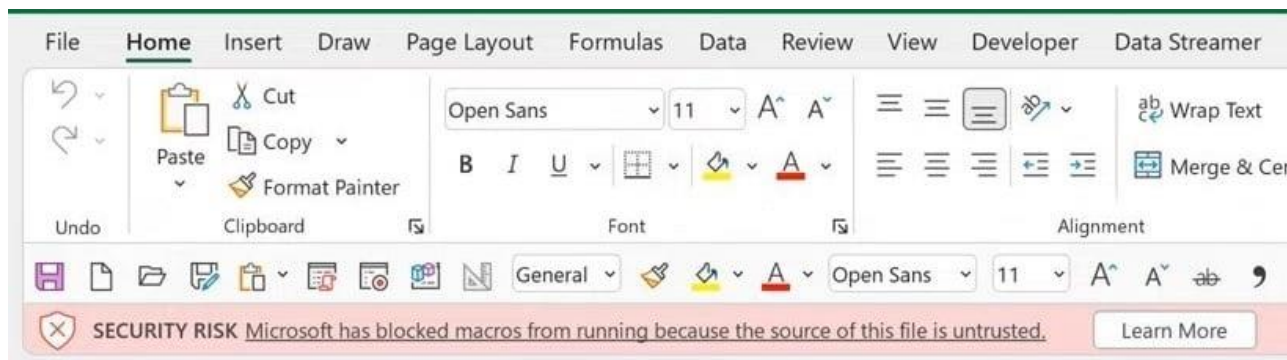 File Home Insert Draw Page Layout Formulas Data Review View Developer Data Streamer
Cut
Copy
Paste
Format Painter
Open Sans 11 A A
B I U A
ab Wrap Text
Merge & Cen
Undo Clipboard Font Alignment
General A Open Sans 11 A A ab
SECURITY RISK Microsoft has blocked macros from running because the source of this file is untrusted. Learn More